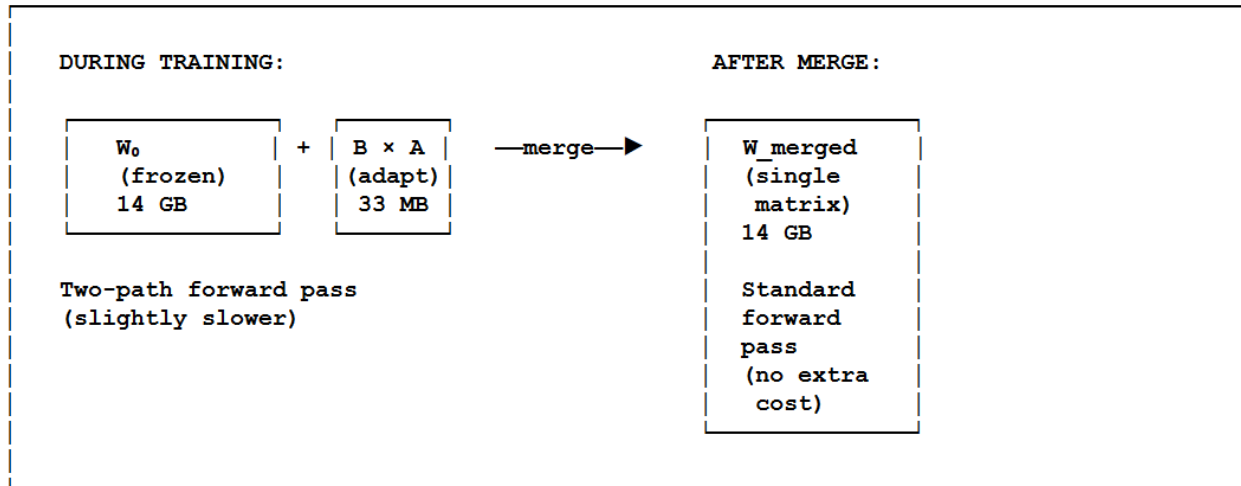 DURING TRAINING: AFTER MERGE:
W₀ + B × A —merge—▶ W_merged
(frozen) (adapt) (single
14 GB 33 MB matrix)
14 GB
Two-path forward pass Standard
(slightly slower) forward
pass
(no extra
cost)